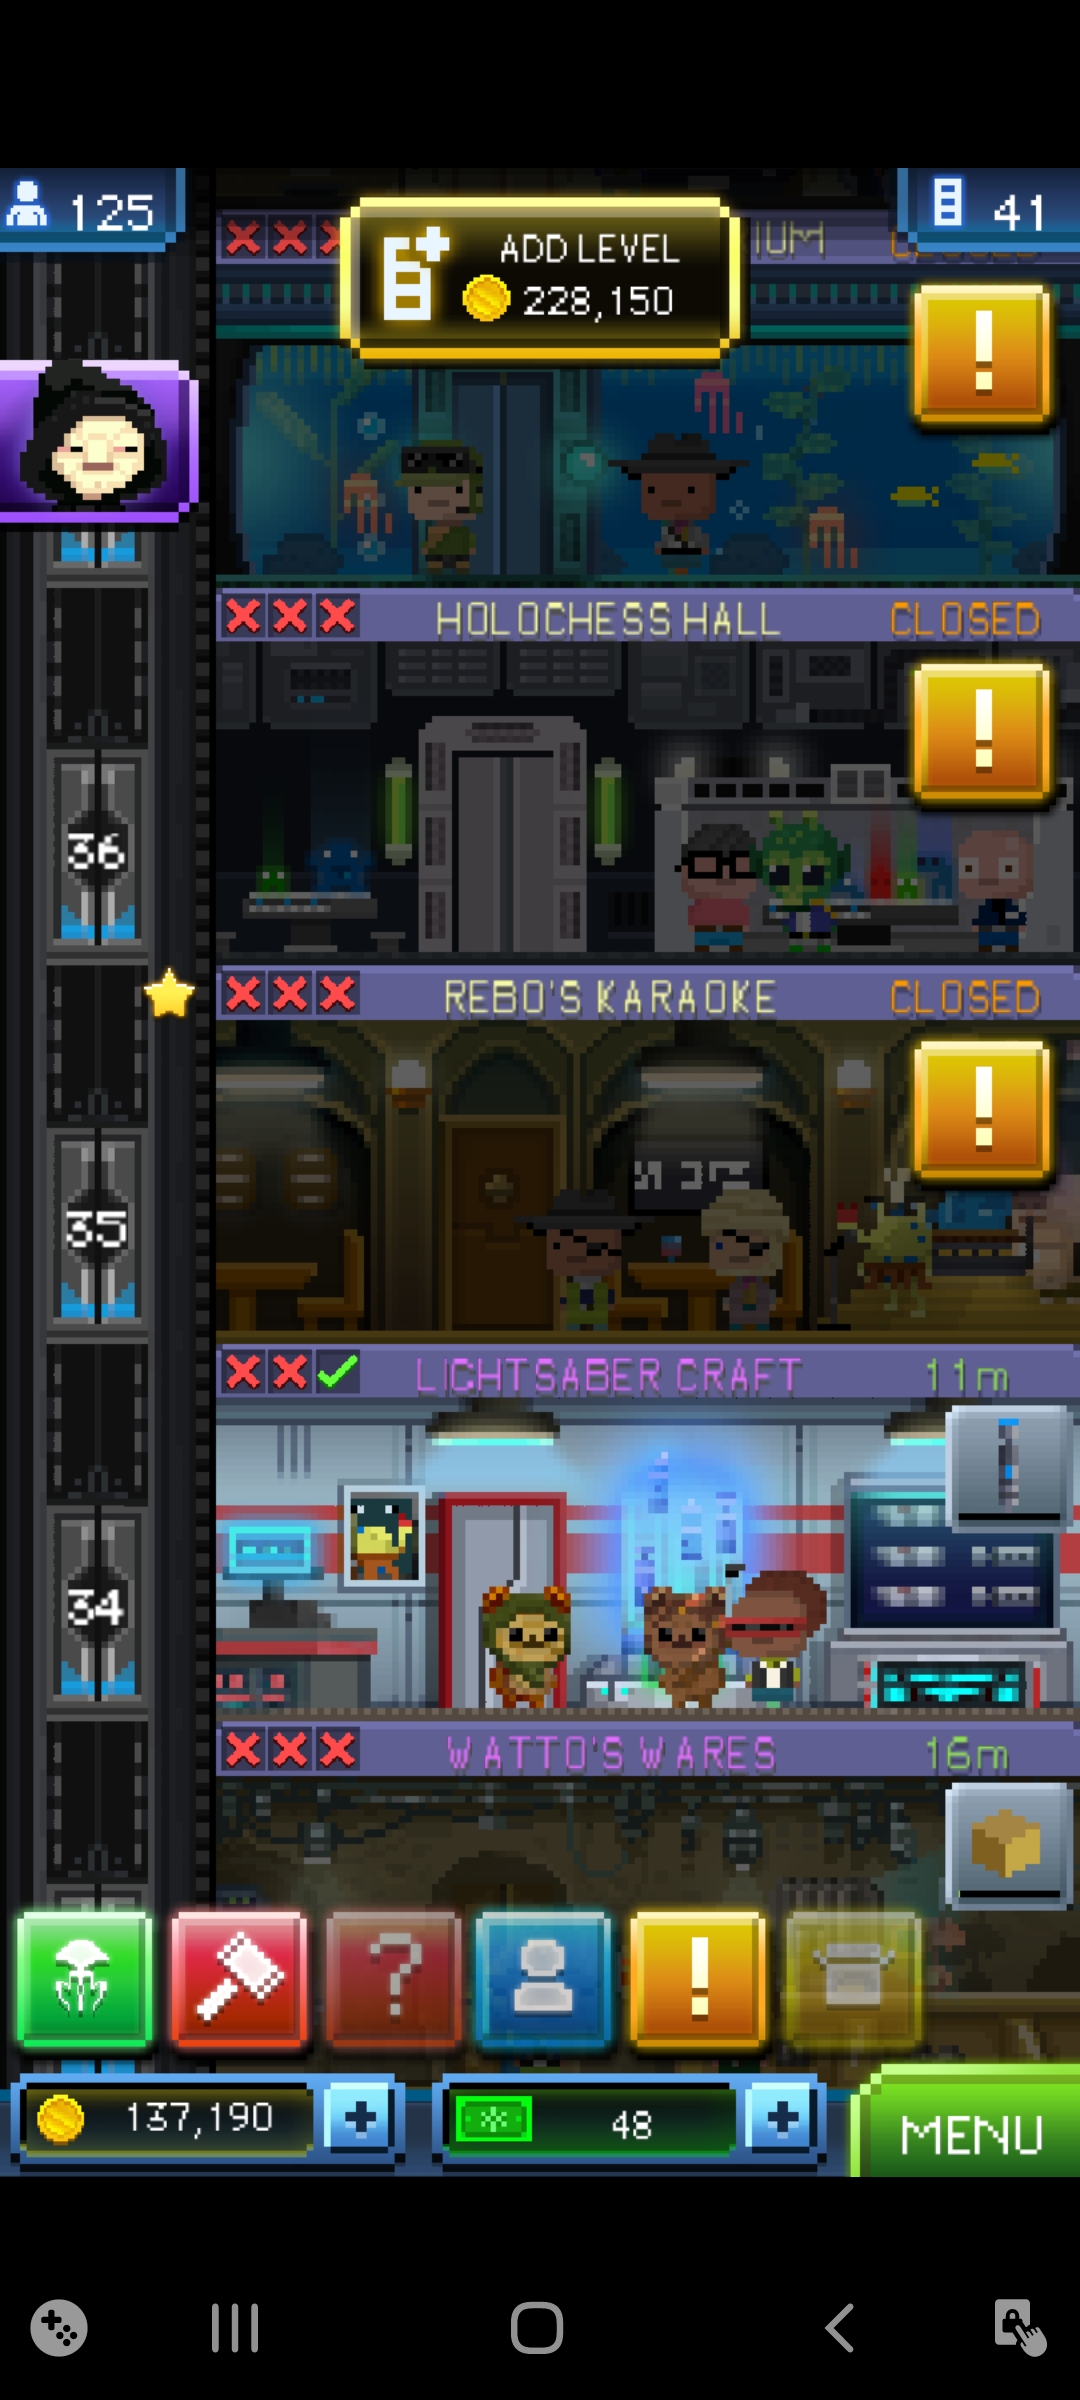 125
41
ADD LEVEL
228,150
HOLOCHESS HALL CLOSED
36
REBO'S KARAOKE CLOSED
35
LIGHTSABER CRAFT 11m
34
WATTO'S WARES 16m
137,190
48
MENU